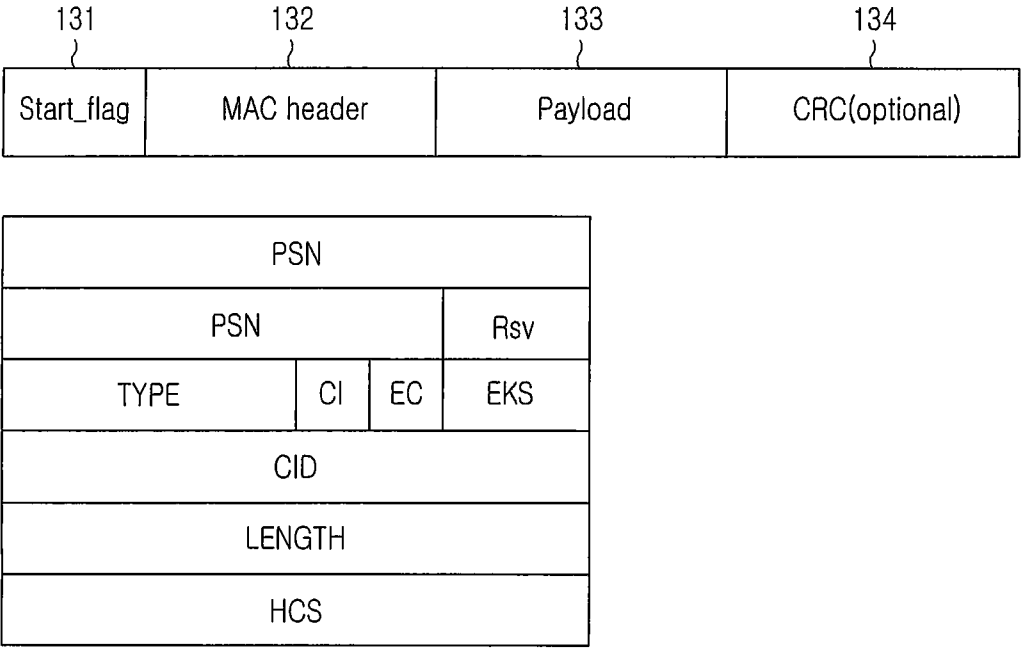 131 132 133 134
Start_flag MAC header Payload CRC(optional)
PSN
PSN Rsv
TYPE CI EC EKS
CID
LENGTH
HCS